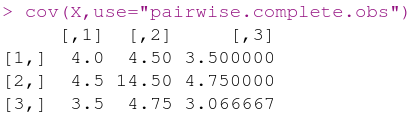 > cov(X,use="pairwise.complete.obs")
     [,1]  [,2]     [,3]
[1,]  4.0  4.50 3.500000
[2,]  4.5 14.50 4.750000
[3,]  3.5  4.75 3.066667